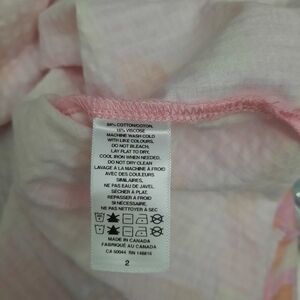 COTTON/COTON,
VISCOSE
MACHINE WASH COLD
WITH LIKE COLOURS.
DO NOT BLEACH.
LAY FLAT TO DRY.
COOL IRON WHEN NEEDED.
DO NOT DRY CLEAN
LAVAGE À LA MACHINE À FROID
AVEC DES COULEURS
SIMILAIRES.
NE PAS EAU DE JAVEL.
SÉCHER À PLAT.
REPASSER À FROID
SI NÉCESSAIRE.
NE PAS NETTOYER À SEC
MADE IN CANADA
FABRIQUÉ AU CANADA
CA 50044 RN
2